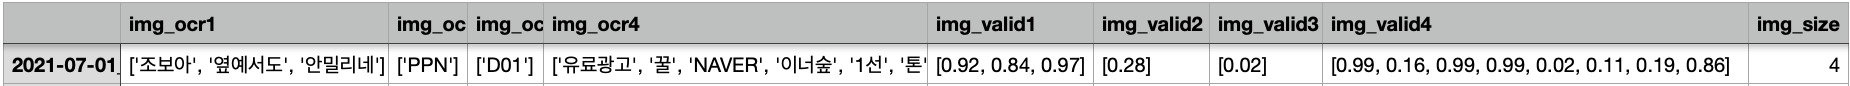 img_ocr1 img_oc img_oc img_ocr4 img_valid1 img_valid2 img_valid3 img_valid4 img_size
2021-07-01_ ['조보아', '옆예서도', '안밀리네'] ['PPN'] ['D01'] ['유료광고', '꿀', 'NAVER', '이너숲', '1선', '톤' [0.92, 0.84, 0.97] [0.28] [0.02] [0.99, 0.16, 0.99, 0.99, 0.02, 0.11, 0.19, 0.86] 4